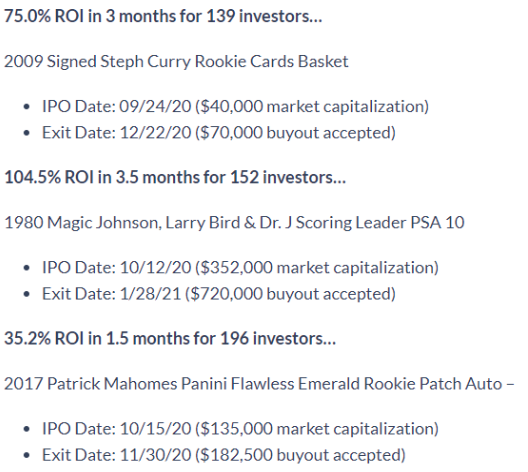 75.0% ROI in 3 months for 139 investors…
2009 Signed Steph Curry Rookie Cards Basket
• IPO Date: 09/24/20 ($40,000 market capitalization)
• Exit Date: 12/22/20 ($70,000 buyout accepted)
104.5% ROI in 3.5 months for 152 investors…
1980 Magic Johnson, Larry Bird & Dr. J Scoring Leader PSA 10
• IPO Date: 10/12/20 ($352,000 market capitalization)
• Exit Date: 1/28/21 ($720,000 buyout accepted)
35.2% ROI in 1.5 months for 196 investors…
2017 Patrick Mahomes Panini Flawless Emerald Rookie Patch Auto –
• IPO Date: 10/15/20 ($135,000 market capitalization)
• Exit Date: 11/30/20 ($182,500 buyout accepted)